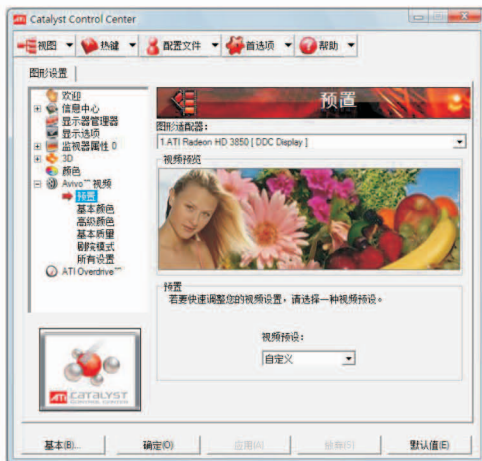 Catalyst Control Center
视图 热键 配置文件 首选项 帮助
图形设置
欢迎
信息中心
显示器管理器
显示选项
监视器属性 0
3D
颜色
Avivo™ 视频
预置
基本颜色
高级颜色
基本质量
剧院模式
所有设置
ATI Overdrive™
预置
图形适配器:
1.ATI Radeon HD 3850 [ DDC Display ]
视频预览
预置
若要快速调整您的视频设置,请选择一种视频预设。
视频预设:
自定义
ATI CATALYST
CONTROL CENTER
基本(B)... 确定(O) 应用(A) 默认值(E)